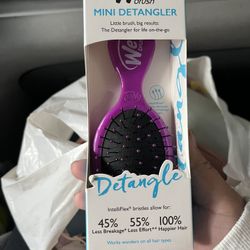 brush
MINI DETANGLER
Little brush, big results:
The Detangler for life on-the-go
Wet
Detangle
IntelliFlex® bristles allow for:
45% 55% 100%
Less Breakage* Less Effort** Happier Hair
Works wonders on all hair types